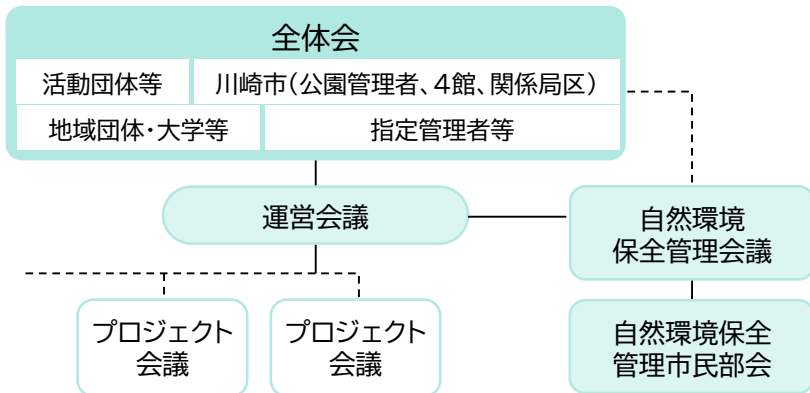 全体会
活動団体等
川崎市(公園管理者、4館、関係局区)
地域団体・大学等
指定管理者等
運営会議
自然環境
保全管理会議
プロジェクト
会議
プロジェクト
会議
自然環境保全
管理市民部会